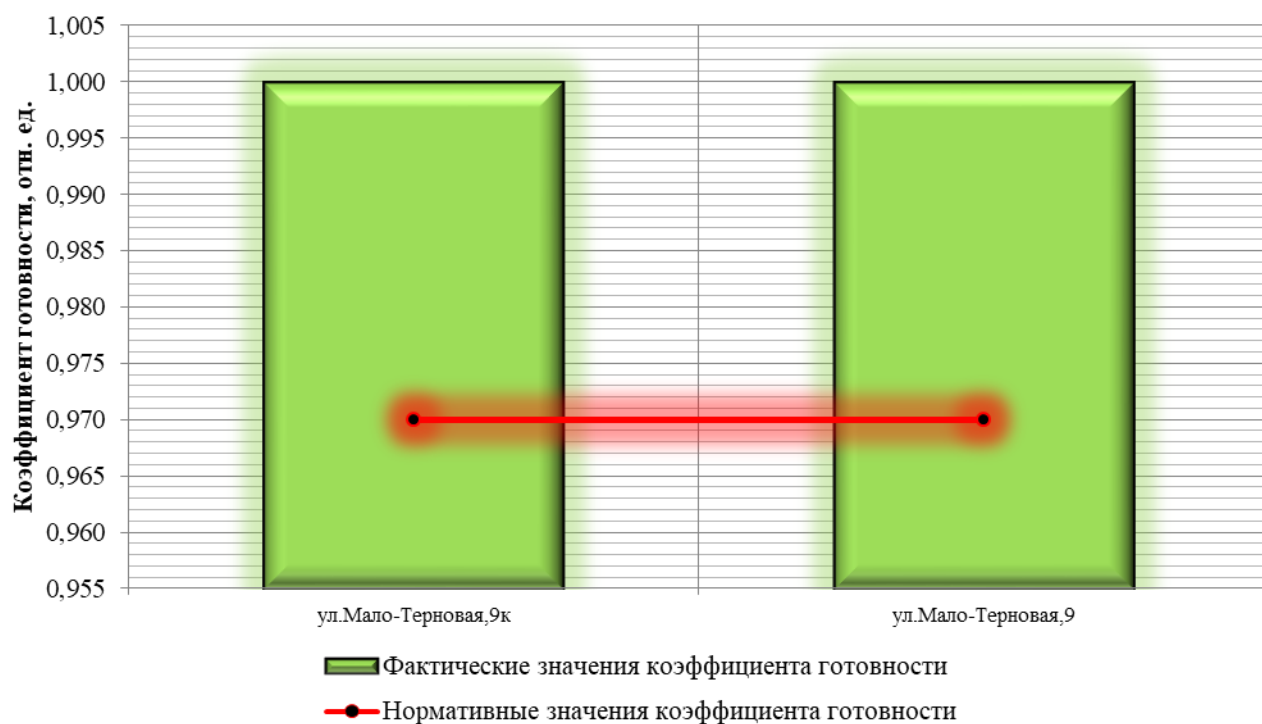 Коэффициент готовности, отн. ед.
1,005
1,000
0,995
0,990
0,985
0,980
0,975
0,970
0,965
0,960
0,955
ул.Мало-Терновая,9к
ул.Мало-Терновая,9
Фактические значения коэффициента готовности
Нормативные значения коэффициента готовности